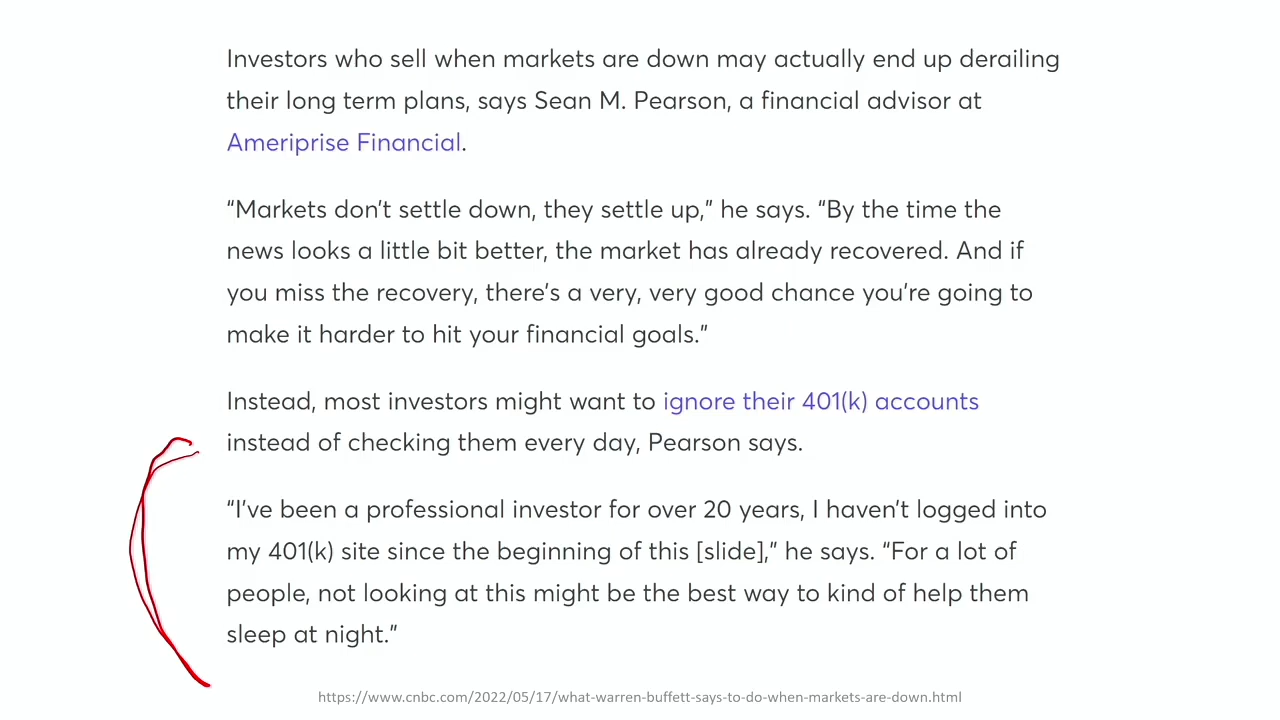 Investors who sell when markets are down may actually end up derailing
their long term plans, says Sean M. Pearson, a financial advisor at
Ameriprise Financial.
“Markets don’t settle down, they settle up,” he says. “By the time the
news looks a little bit better, the market has already recovered. And if
you miss the recovery, there’s a very, very good chance you’re going to
make it harder to hit your financial goals.”
Instead, most investors might want to ignore their 401(k) accounts
instead of checking them every day, Pearson says.
“I’ve been a professional investor for over 20 years, I haven’t logged into
my 401(k) site since the beginning of this [slide],” he says. “For a lot of
people, not looking at this might be the best way to kind of help them
sleep at night.”
https://www.cnbc.com/2022/05/17/what-warren-buffett-says-to-do-when-markets-are-down.html